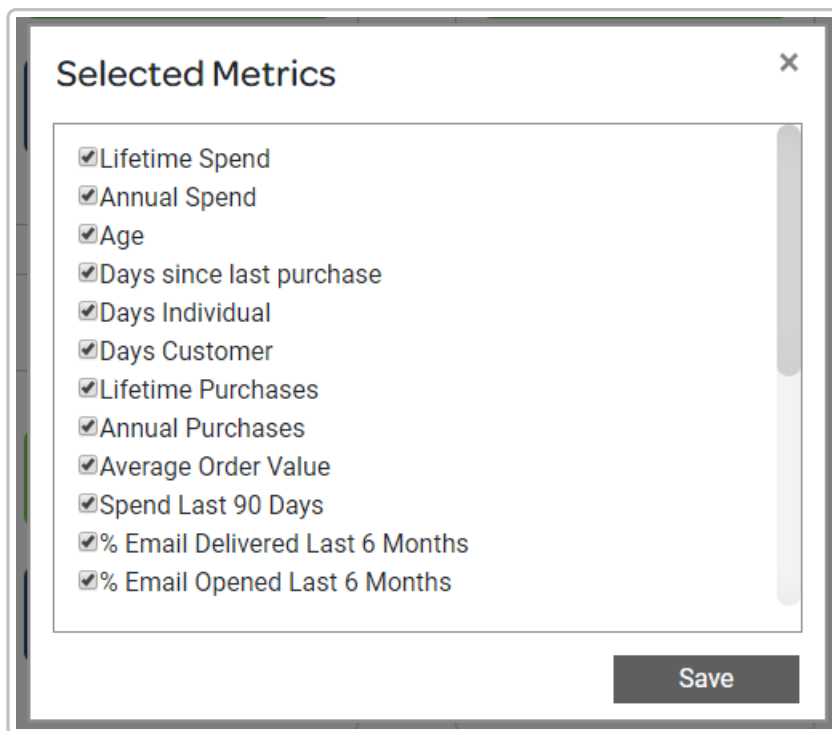 Selected Metrics
Lifetime Spend
Annual Spend
Age
Days since last purchase
Days Individual
Days Customer
Lifetime Purchases
Annual Purchases
Average Order Value
Spend Last 90 Days
% Email Delivered Last 6 Months
% Email Opened Last 6 Months
Save